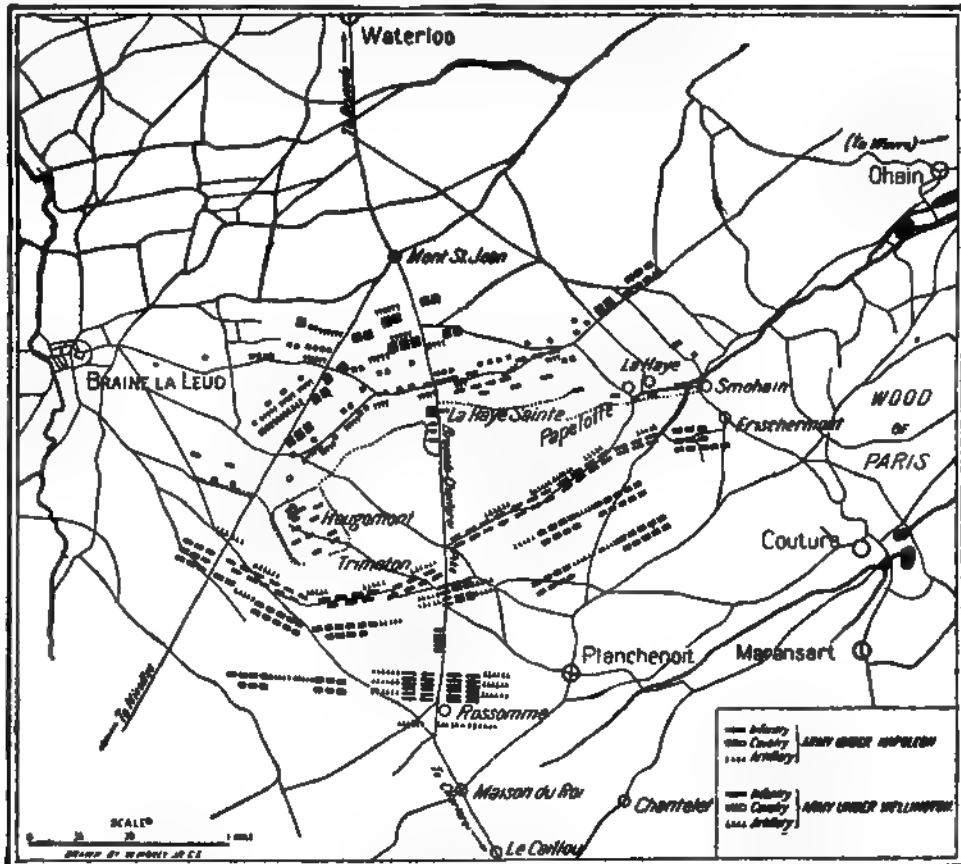 Waterloo
(to Wavre)
Ohain
Mont St. Jean
BRAINE LA LEUD
La Haye
Smohain
La Haye Sainte
Papelotte
WOOD
OF
PARIS
Hougomont
Trimoton
Couture
Planchenoit
Maransart
To Nivelles
Rossomme
Infantry
Cavalry
Artillery
ARMY UNDER NAPOLEON
Infantry
Cavalry
Artillery
ARMY UNDER WELLINGTON
Maison du Roi
Chantelet
Le Caillou
SCALE